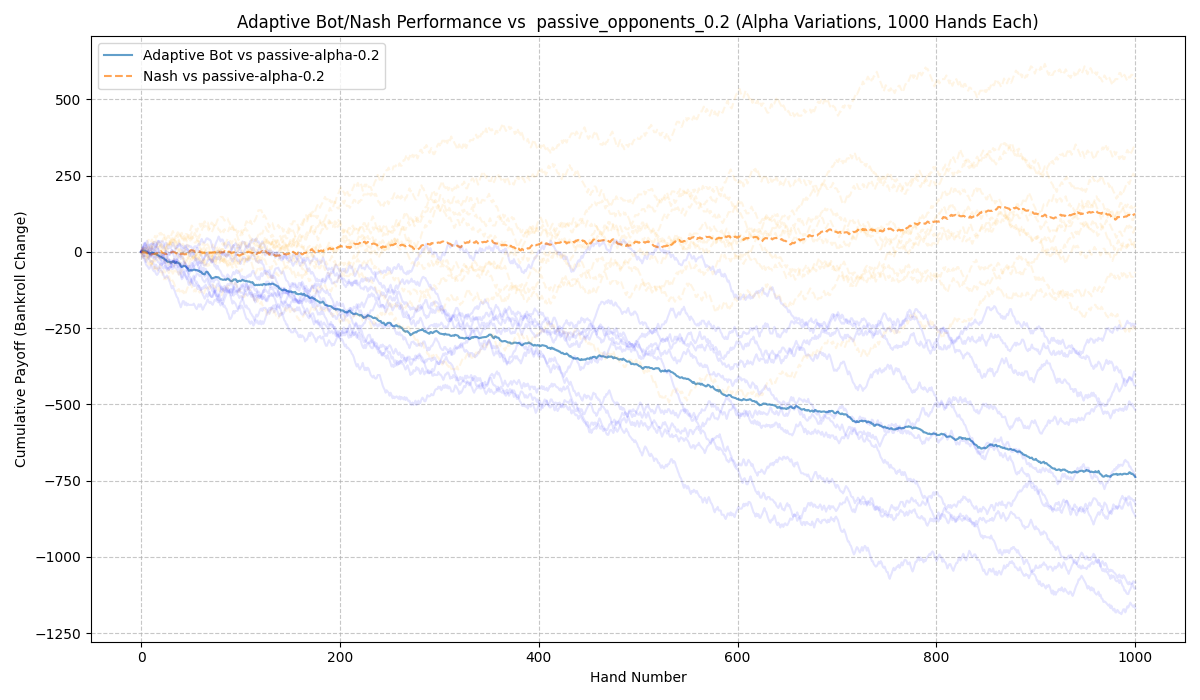 Adaptive Bot/Nash Performance vs  passive_opponents_0.2 (Alpha Variations, 1000 Hands Each)
Adaptive Bot vs passive-alpha-0.2
Nash vs passive-alpha-0.2
Cumulative Payoff (Bankroll Change)
500
250
0
−250
−500
−750
−1000
−1250
0 200 400 600 800 1000
Hand Number